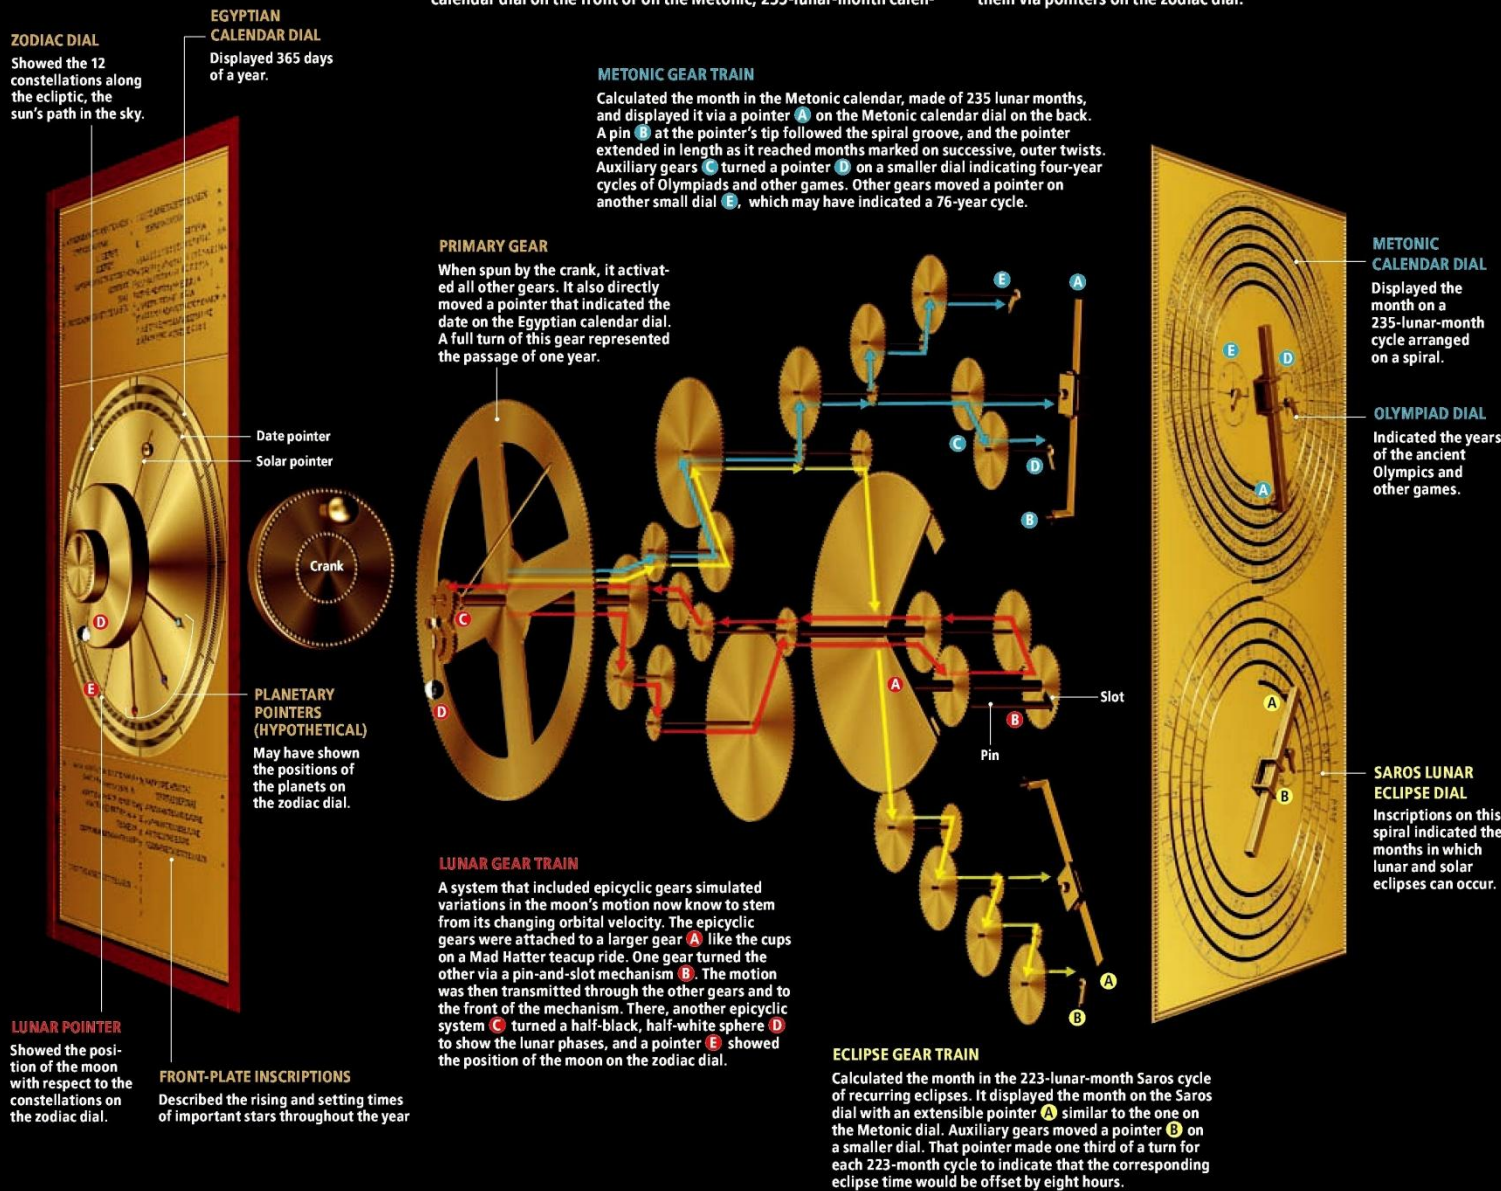 calendar dial on the front or on the Metonic, 235-lunar-month calen-
them via pointers on the zodiac dial.
ZODIAC DIAL
Showed the 12
constellations along
the ecliptic, the
sun's path in the sky.
EGYPTIAN
CALENDAR DIAL
Displayed 365 days
of a year.
METONIC GEAR TRAIN
Calculated the month in the Metonic calendar, made of 235 lunar months,
and displayed it via a pointer A on the Metonic calendar dial on the back.
A pin B at the pointer's tip followed the spiral groove, and the pointer
extended in length as it reached months marked on successive, outer twists.
Auxiliary gears C turned a pointer D on a smaller dial indicating four-year
cycles of Olympiads and other games. Other gears moved a pointer on
another small dial E, which may have indicated a 76-year cycle.
PRIMARY GEAR
When spun by the crank, it activat-
ed all other gears. It also directly
moved a pointer that indicated the
date on the Egyptian calendar dial.
A full turn of this gear represented
the passage of one year.
METONIC
CALENDAR DIAL
Displayed the
month on a
235-lunar-month
cycle arranged
on a spiral.
OLYMPIAD DIAL
Indicated the years
of the ancient
Olympics and
other games.
Date pointer
Solar pointer
Crank
E
A
C
D
B
E
D
A
C
D
A
B
Slot
Pin
D
E
A
B
A
B
PLANETARY
POINTERS
(HYPOTHETICAL)
May have shown
the positions of
the planets on
the zodiac dial.
SAROS LUNAR
ECLIPSE DIAL
Inscriptions on this
spiral indicated the
months in which
lunar and solar
eclipses can occur.
LUNAR GEAR TRAIN
A system that included epicyclic gears simulated
variations in the moon's motion now know to stem
from its changing orbital velocity. The epicyclic
gears were attached to a larger gear A like the cups
on a Mad Hatter teacup ride. One gear turned the
other via a pin-and-slot mechanism B. The motion
was then transmitted through the other gears and to
the front of the mechanism. There, another epicyclic
system C turned a half-black, half-white sphere D
to show the lunar phases, and a pointer E showed
the position of the moon on the zodiac dial.
LUNAR POINTER
Showed the posi-
tion of the moon
with respect to the
constellations on
the zodiac dial.
FRONT-PLATE INSCRIPTIONS
Described the rising and setting times
of important stars throughout the year
ECLIPSE GEAR TRAIN
Calculated the month in the 223-lunar-month Saros cycle
of recurring eclipses. It displayed the month on the Saros
dial with an extensible pointer A similar to the one on
the Metonic dial. Auxiliary gears moved a pointer B on
a smaller dial. That pointer made one third of a turn for
each 223-month cycle to indicate that the corresponding
eclipse time would be offset by eight hours.